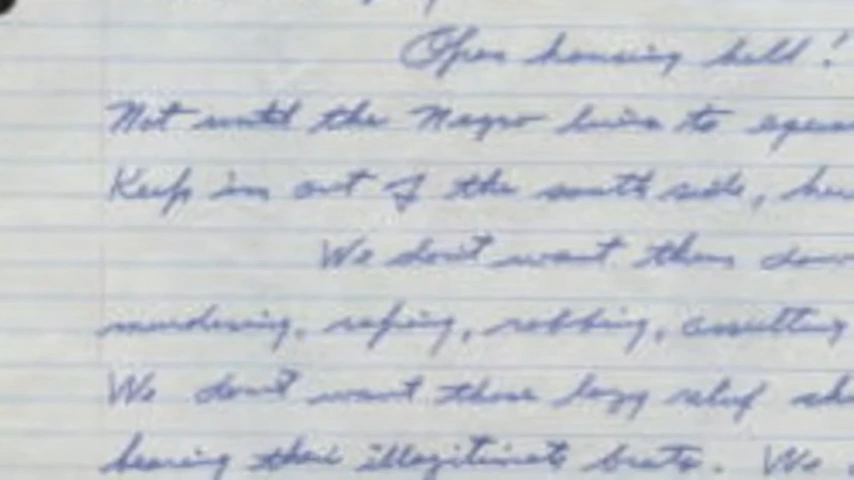 Open housing hell!
Not until the Negro learns to
Keep 'em out of the south side,
We don't want them down
murdering, raping, robbing, assulting
We don't want those lazy relief
bearing their illegitimate brats. We